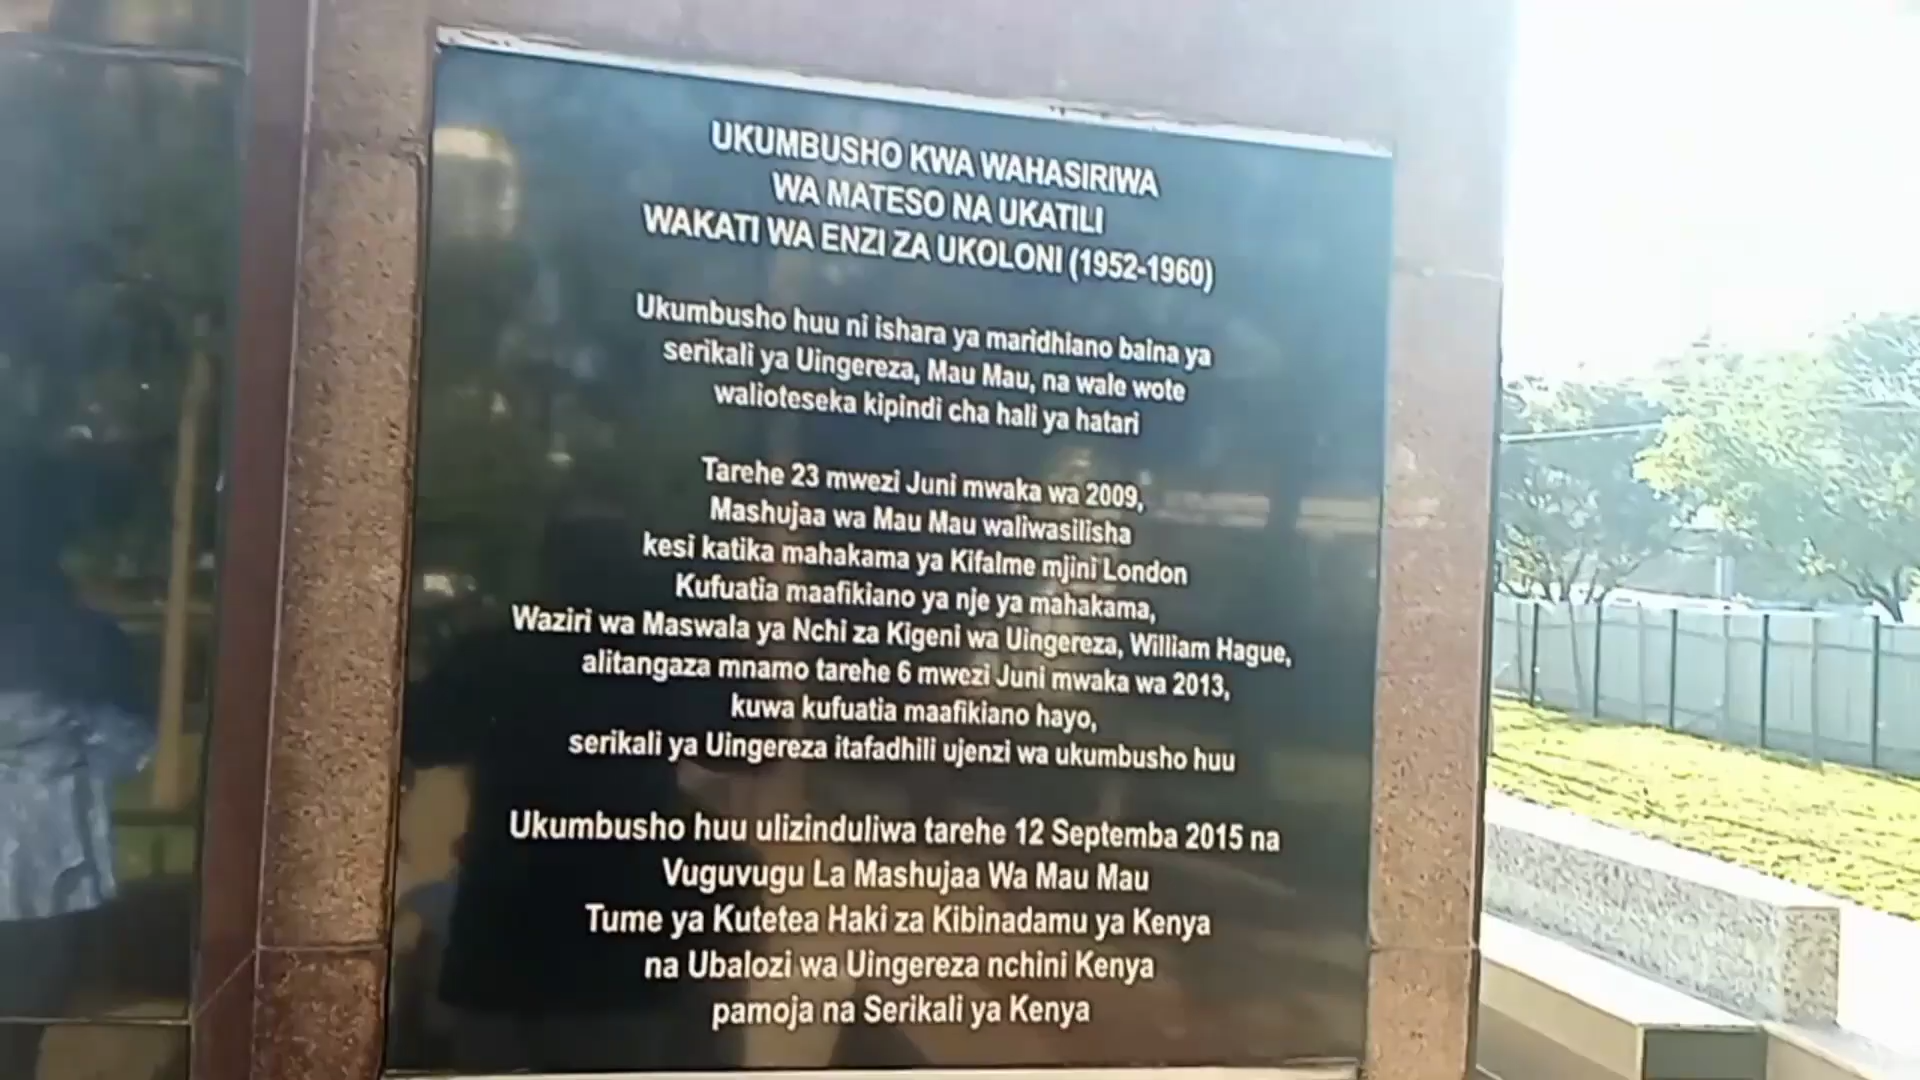 UKUMBUSHO KWA WAHASIRIWA
WA MATESO NA UKATILI
WAKATI WA ENZI ZA UKOLONI (1952-1960)
Ukumbusho huu ni ishara ya maridhiano baina ya
serikali ya Uingereza, Mau Mau, na wale wote
walioteseka kipindi cha hali ya hatari
Tarehe 23 mwezi Juni mwaka wa 2009,
Mashujaa wa Mau Mau waliwasilisha
kesi katika mahakama ya Kifalme mjini London
Kufuatia maafikiano ya nje ya mahakama,
Waziri wa Maswala ya Nchi za Kigeni wa Uingereza, William Hague,
alitangaza mnamo tarehe 6 mwezi Juni mwaka wa 2013,
kuwa kufuatia maafikiano hayo,
serikali ya Uingereza itafadhili ujenzi wa ukumbusho huu
Ukumbusho huu ulizinduliwa tarehe 12 Septemba 2015 na
Vuguvugu La Mashujaa Wa Mau Mau
Tume ya Kutetea Haki za Kibinadamu ya Kenya
na Ubalozi wa Uingereza nchini Kenya
pamoja na Serikali ya Kenya